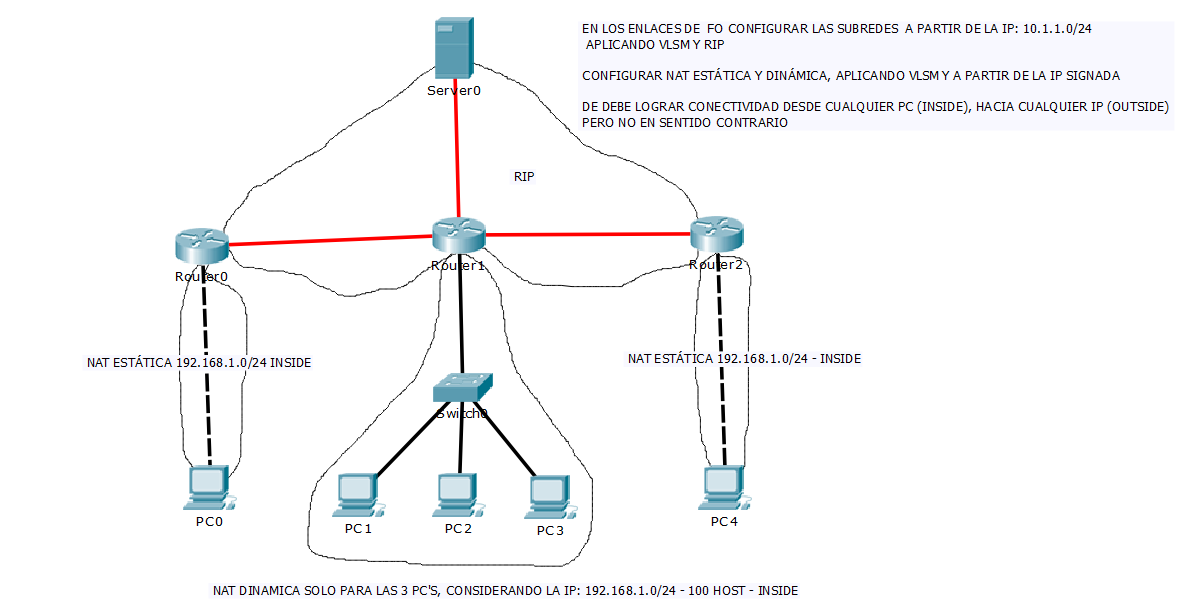 EN LOS ENLACES DE FO CONFIGURAR LAS SUBREDES A PARTIR DE LA IP: 10.1.1.0/24
APLICANDO VLSM Y RIP
CONFIGURAR NAT ESTÁTICA Y DINÁMICA, APLICANDO VLSM Y A PARTIR DE LA IP SIGNADA
DE DEBE LOGRAR CONECTIVIDAD DESDE CUALQUIER PC (INSIDE), HACIA CUALQUIER IP (OUTSIDE)
PERO NO EN SENTIDO CONTRARIO
Server0
RIP
Router0
Router1
Router2
NAT ESTÁTICA 192.168.1.0/24 INSIDE
NAT ESTÁTICA 192.168.1.0/24 - INSIDE
Switch0
PC0
PC1
PC2
PC3
PC4
NAT DINAMICA SOLO PARA LAS 3 PC'S, CONSIDERANDO LA IP: 192.168.1.0/24 - 100 HOST - INSIDE